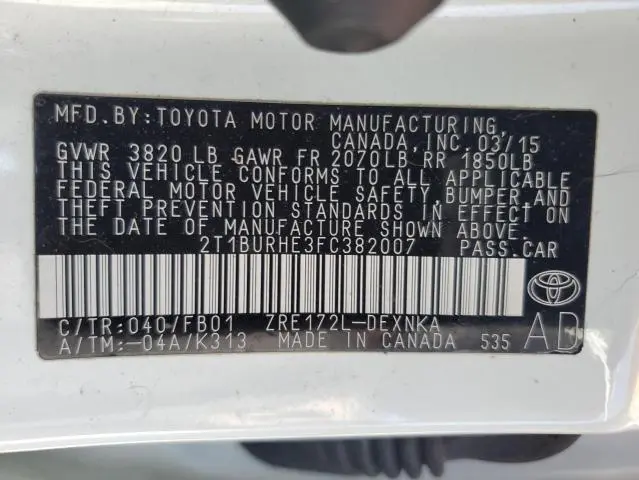 MFD.BY:TOYOTA MOTOR MANUFACTURING,
CANADA, INC. 03/15
GVWR 3820 LB GAWR FR 2070LB RR 1850LB
THIS VEHICLE CONFORMS TO ALL APPLICABLE
FEDERAL MOTOR VEHICLE SAFETY, BUMPER AND
THEFT PREVENTION STANDARDS IN EFFECT ON
THE DATE OF MANUFACTURE SHOWN ABOVE.
2T1BURHE3FC382007 PASS.CAR
C/TR:040/FB01 ZRE172L-DEXNKA
A/TM:-04A/K313 MADE IN CANADA 535 AD